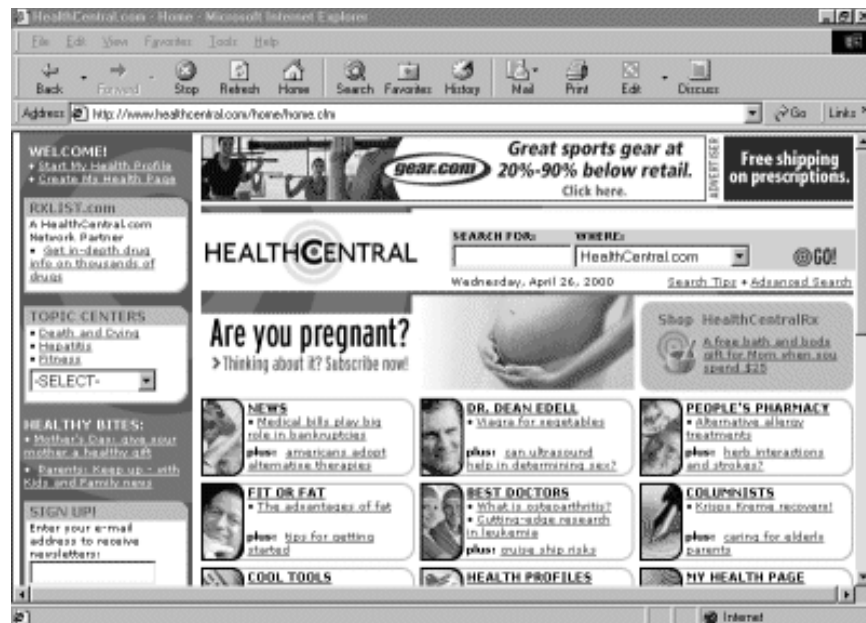 HealthCentral.com - Home - Microsoft Internet Explorer
File Edit View Favorites Tools Help
Back Forward Stop Refresh Home Search Favorites History Mail Print Edit Discuss
Address http://www.healthcentral.com/home/home.cfm Go Links
WELCOME!
• Start My Health Profile
• Create My Health Page
RXLIST.com
A HealthCentral.com
Network Partner
• Get in-depth drug
info on thousands of
drugs
TOPIC CENTERS
• Death and Dying
• Hepatitis
• Fitness
-SELECT-
HEALTHY BITES:
• Mother's Day: give your
mother a healthy gift
• Parents: Keep up - with
Kids and Family news
SIGN UP!
Enter your e-mail
address to receive
newsletters:
gear.com
Great sports gear at
20%-90% below retail.
Click here.
ADVERTISER
Free shipping
on prescriptions.
HEALTHCENTRAL
SEARCH FOR: WHERE:
HealthCentral.com GO!
Wednesday, April 26, 2000 Search Tips • Advanced Search
Are you pregnant?
> Thinking about it? Subscribe now!
Shop HealthCentralRx
A free bath and body
gift for Mom when you
spend $25
NEWS
• Medical bills play big
role in bankruptcies
plus: americans adopt
alternative therapies
DR. DEAN EDELL
• Viagra for vegetables
plus: can ultrasound
help in determining sex?
PEOPLE'S PHARMACY
• Alternative allergy
treatments
plus: herb interactions
and strokes?
FIT OR FAT
• The advantages of fat
plus: tips for getting
started
BEST DOCTORS
• What is osteoarthritis?
• Cutting-edge research
in leukemia
plus: cruise ship risks
COLUMNISTS
• Krispy Kreme recovers!
plus: caring for elderly
parents
COOL TOOLS
HEALTH PROFILES
MY HEALTH PAGE
Internet